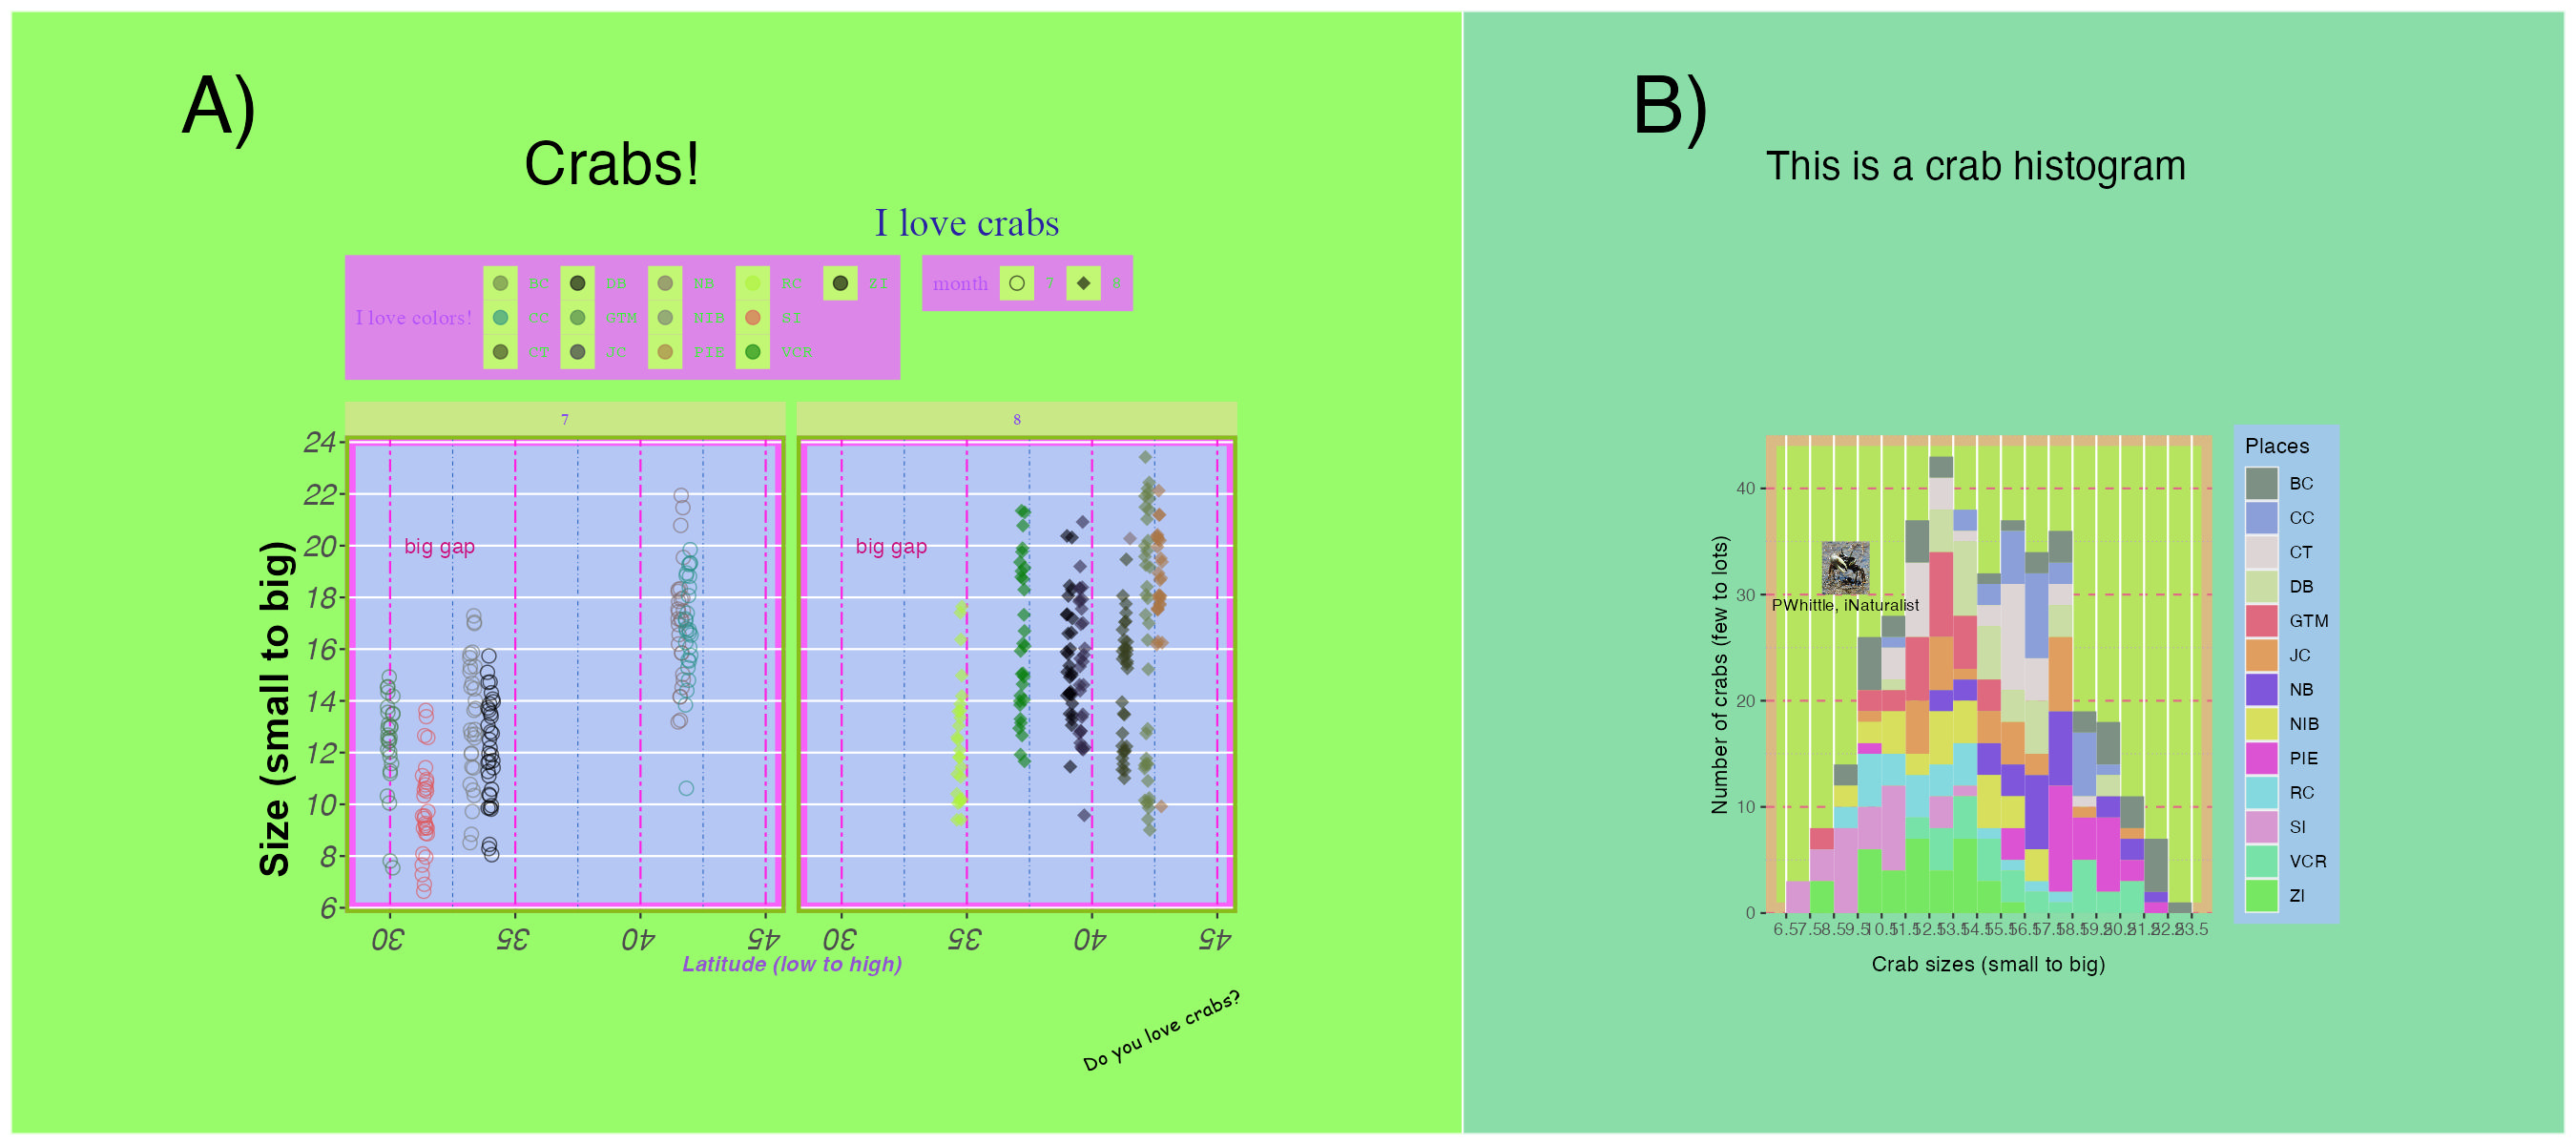 A)
Crabs!
I love crabs
I love colors!
BC DB NB RC ZI
CC GTM NIB SI
CT JC PIE VCR
month 7 8
7 8
24
22
20
18
16
14
12
10
8
6
Size (small to big)
big gap big gap
30 35 40 45 30 35 40 45
Latitude (low to high)
Do you love crabs?
B)
This is a crab histogram
Number of crabs (few to lots)
40
30
20
10
0
PWhittle, iNaturalist
6.5 7.5 8.5 9.5 10.5 11.5 12.5 13.5 14.5 15.5 16.5 17.5 18.5 19.5 20.5 21.5 22.5 23.5
Crab sizes (small to big)
Places
BC
CC
CT
DB
GTM
JC
NB
NIB
PIE
RC
SI
VCR
ZI